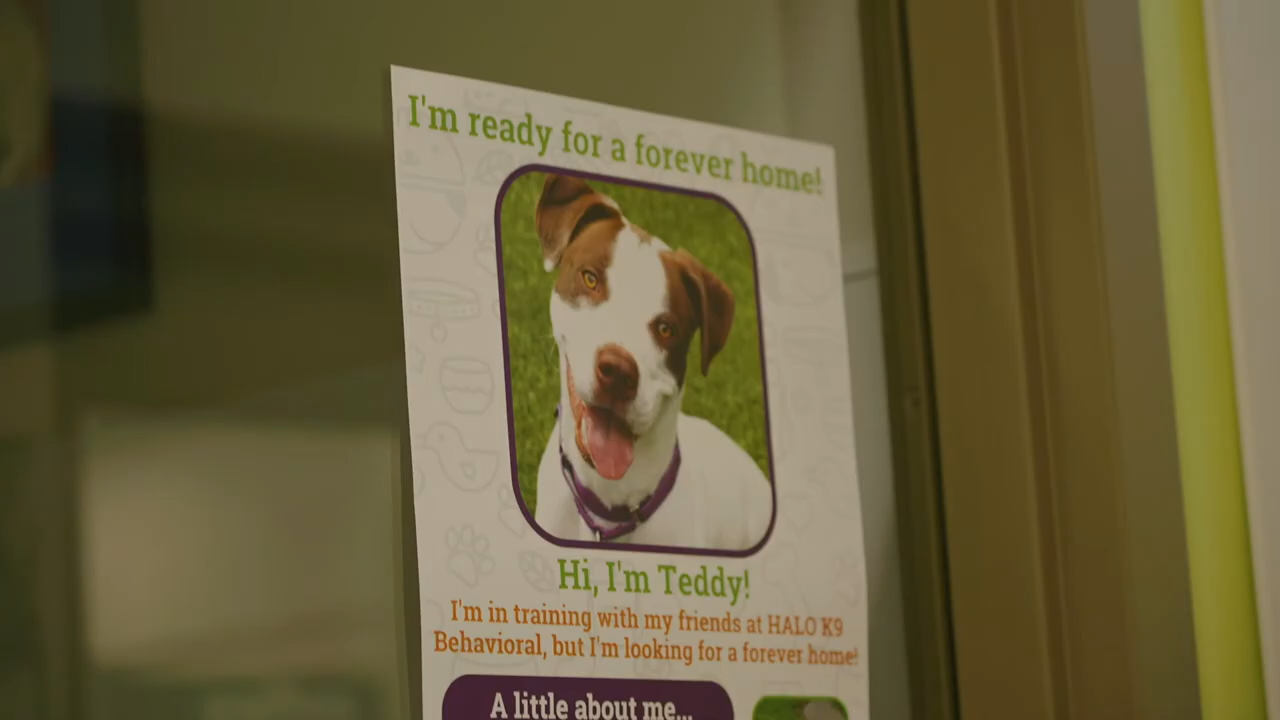 I'm ready for a forever home!
Hi, I'm Teddy!
I'm in training with my friends at HALO K9
Behavioral, but I'm looking for a forever home!
A little about me...